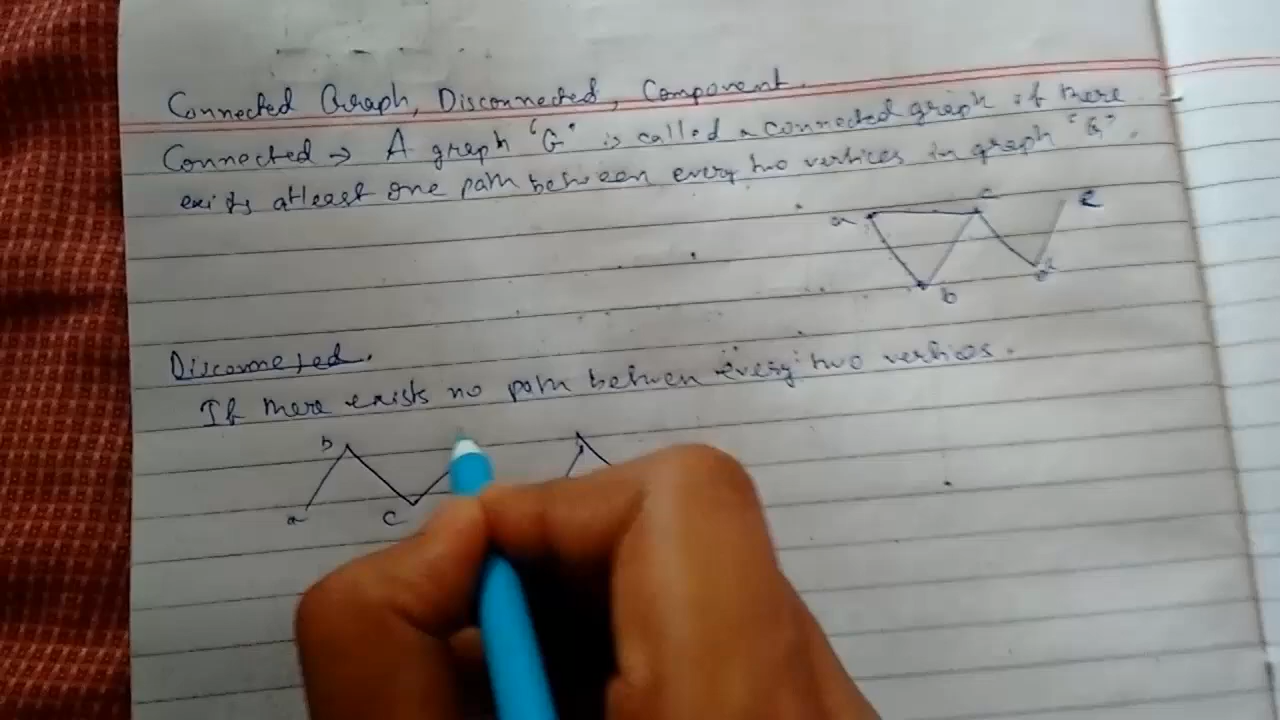 Connected Graph, Disconnected, Component.
Connected → A graph "G" is called a connected graph if there
exists atleast one path between every two vertices in graph "G".
a c e
b d
Disconnected.
If there exists no path between every two vertices.
b
a c